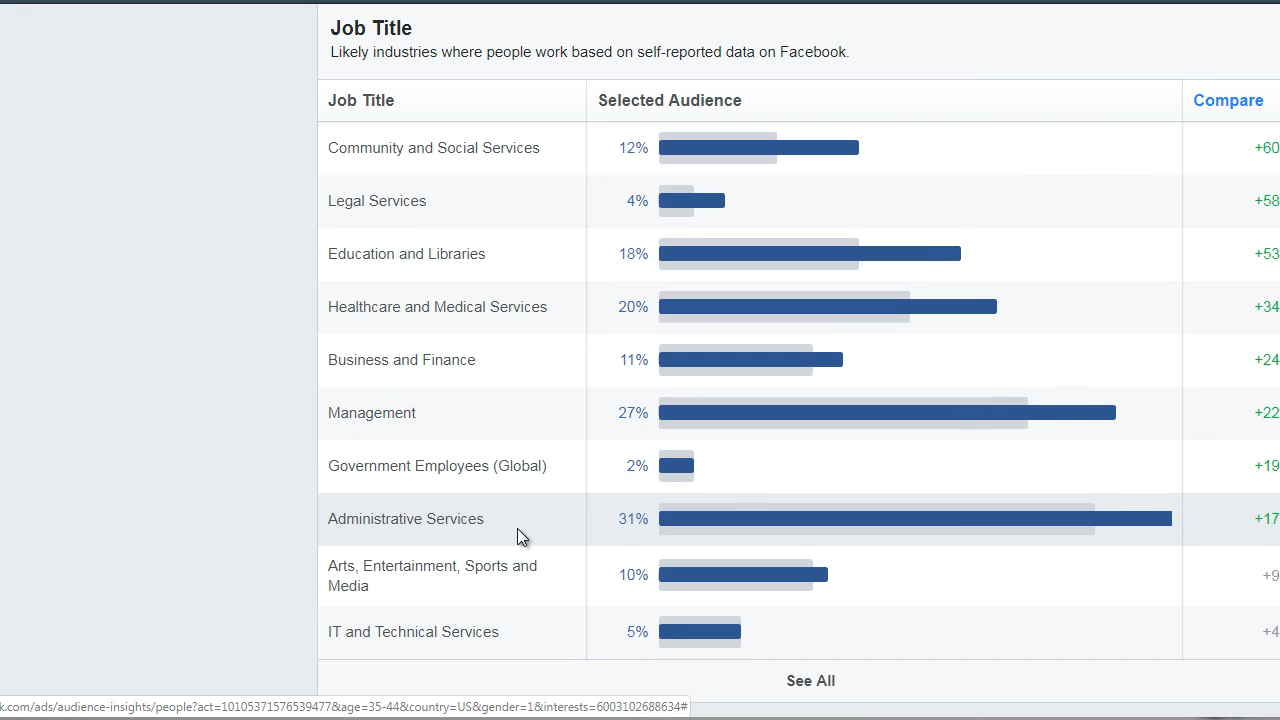 Job Title
Likely industries where people work based on self-reported data on Facebook.
Job Title Selected Audience Compare
Community and Social Services 12% +60
Legal Services 4% +58
Education and Libraries 18% +53
Healthcare and Medical Services 20% +34
Business and Finance 11% +24
Management 27% +22
Government Employees (Global) 2% +19
Administrative Services 31% +17
Arts, Entertainment, Sports and
Media 10% +9
IT and Technical Services 5% +4
See All
k.com/ads/audience-insights/people?act=10105371576539477&age=35-44&country=US&gender=1&interests=6003102688634#